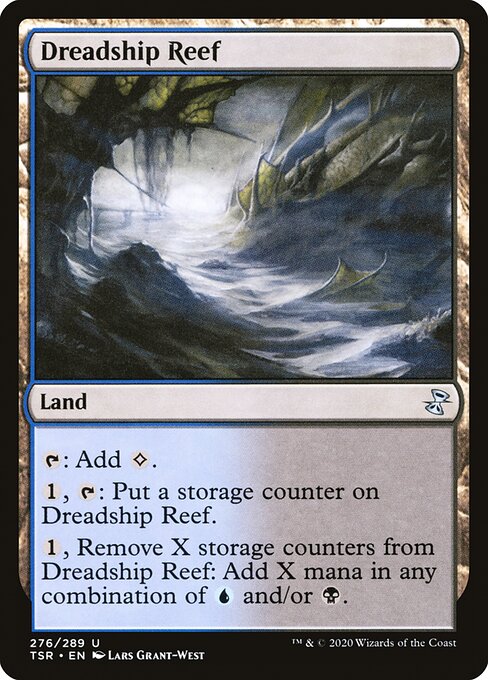 Dreadship Reef
Land
: Add .
1, : Put a storage counter on
Dreadship Reef.
1, Remove X storage counters from
Dreadship Reef: Add X mana in any
combination of and/or .
276/289 U
TSR • EN Lars Grant-West
™ & © 2020 Wizards of the Coast